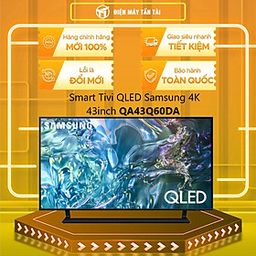 ĐIỆN MÁY TẤN TÀI
Hàng chính hãng
MỚI 100%
Giao siêu nhanh
TIẾT KIỆM
Lỗi là
ĐỔI MỚI
Bảo hành
TOÀN QUỐC
Smart Tivi QLED Samsung 4K
43inch QA43Q60DA
SAMSUNG
QLED